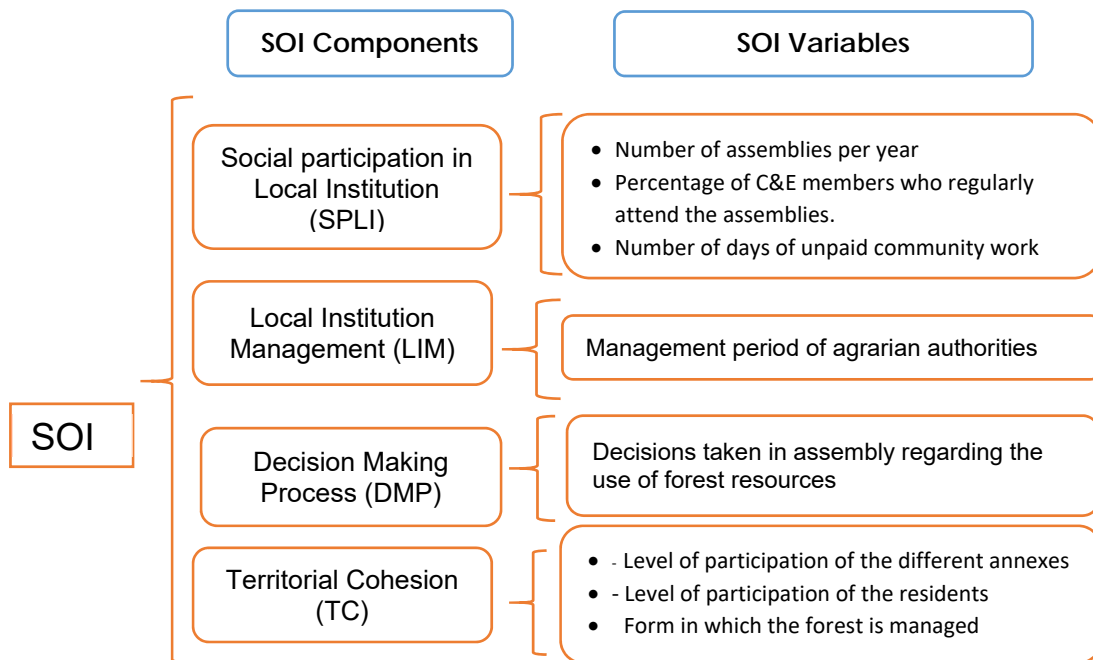 SOI Components
SOI Variables
SOI
Social participation in
Local Institution
(SPLI)
• Number of assemblies per year
• Percentage of C&E members who regularly
attend the assemblies.
• Number of days of unpaid community work
Local Institution
Management (LIM)
Management period of agrarian authorities
Decision Making
Process (DMP)
Decisions taken in assembly regarding the
use of forest resources
Territorial Cohesion
(TC)
• - Level of participation of the different annexes
• - Level of participation of the residents
• Form in which the forest is managed